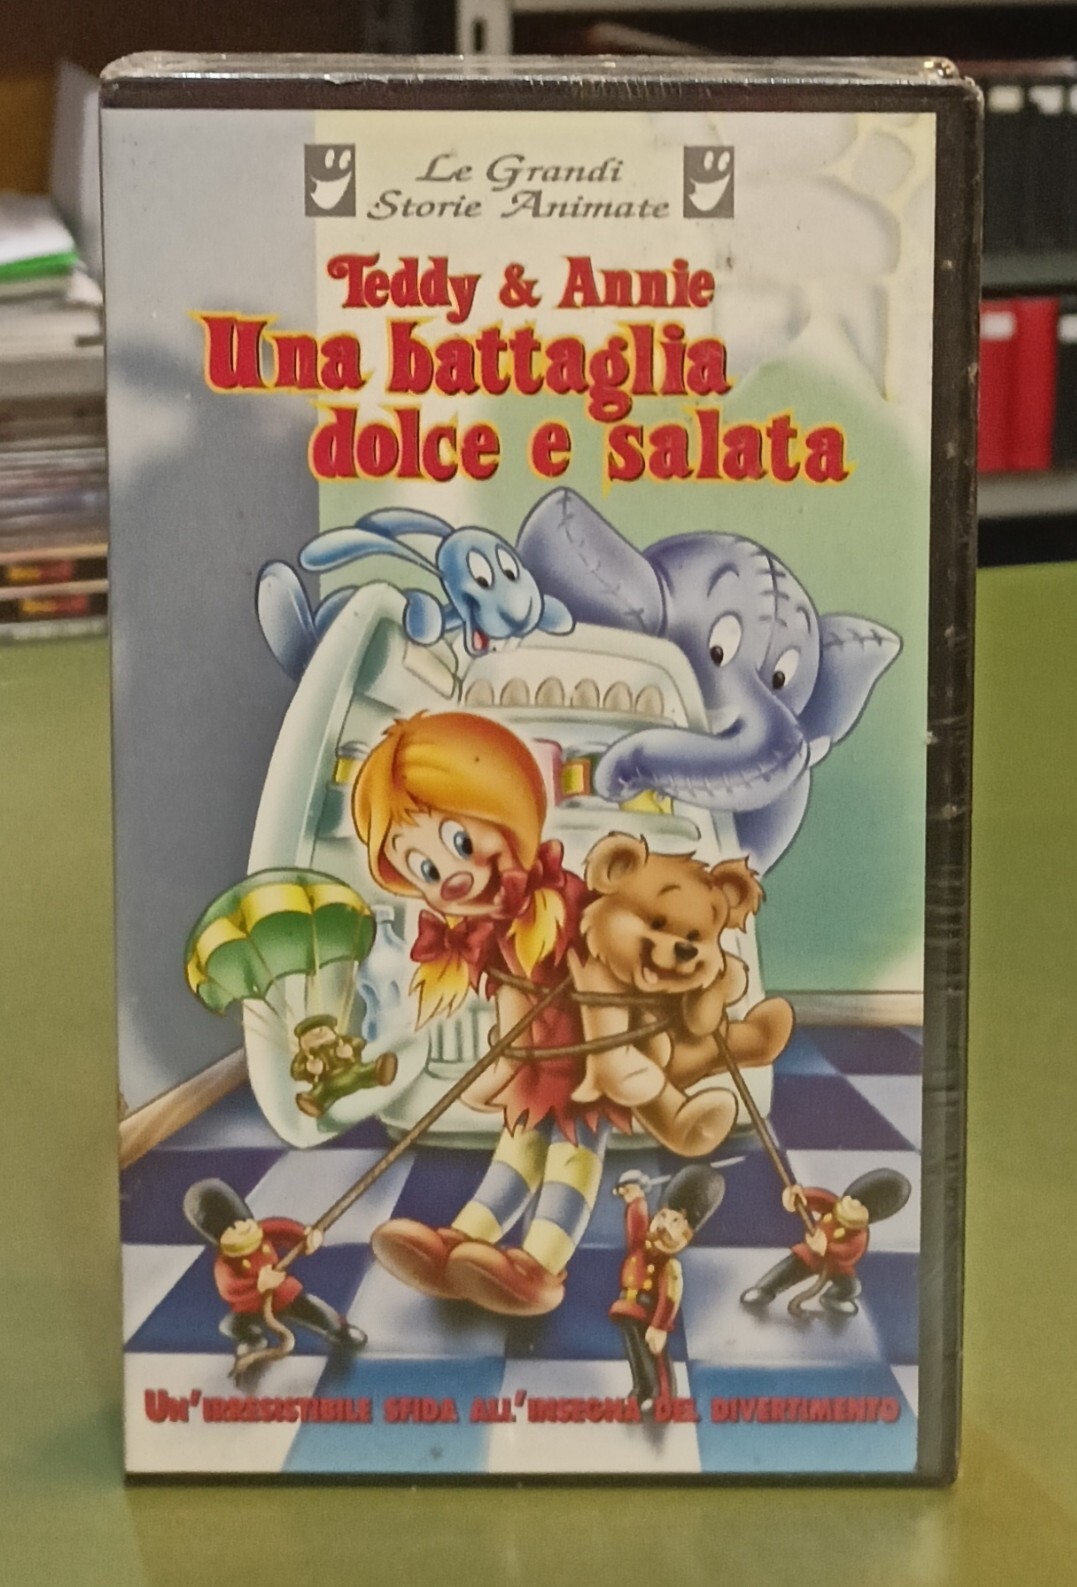 Le Grandi
Storie Animate
Teddy & Annie
Una battaglia
dolce e salata
Un'irresistibile sfida all'insegna del divertimento